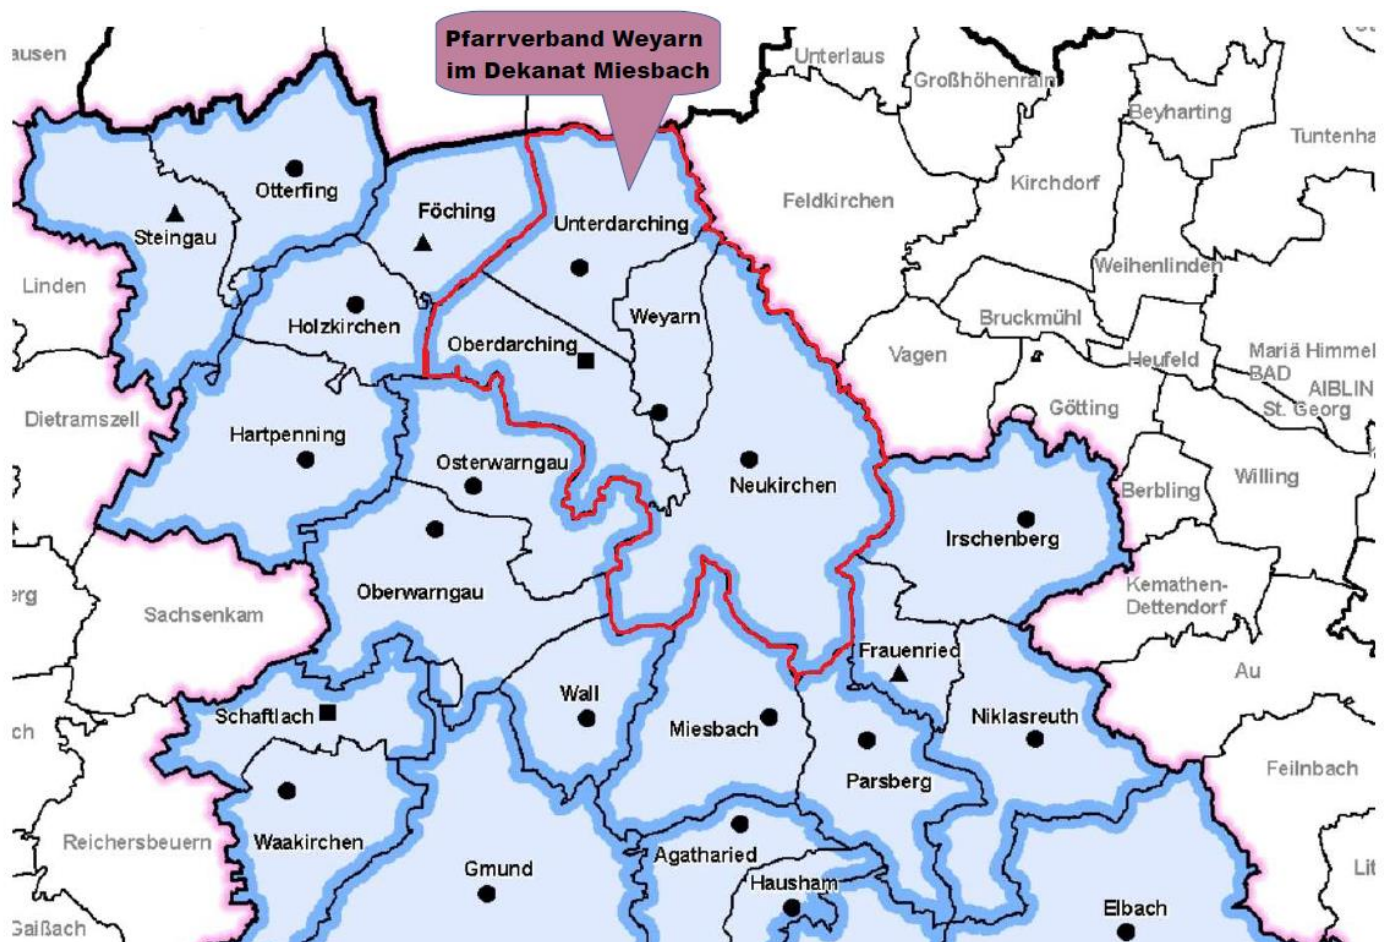 Pfarrverband Weyarn
im Dekanat Miesbach
Unterlaus
Großhöhenrain
Beyharting
Tuntenha
ausen
Otterfing
Föching
Unterdarching
Feldkirchen
Kirchdorf
Steingau
Weihenlinden
Linden
Holzkirchen
Weyarn
Bruckmühl
Oberdarching
Vagen
Heufeld
Mariä Himmel
BAD
AIBLIN
St. Georg
Dietramszell
Götting
Hartpenning
Osterwarngau
Neukirchen
Berbling
Willing
Irschenberg
Oberwarngau
Kemathen-
Dettendorf
erg
Sachsenkam
Frauenried
Au
Wall
Schaftlach
Miesbach
Niklasreuth
ch
Feilnbach
Parsberg
Reichersbeuern
Waakirchen
Agatharied
Gmund
Hausham
Lit
Elbach
Gaißach